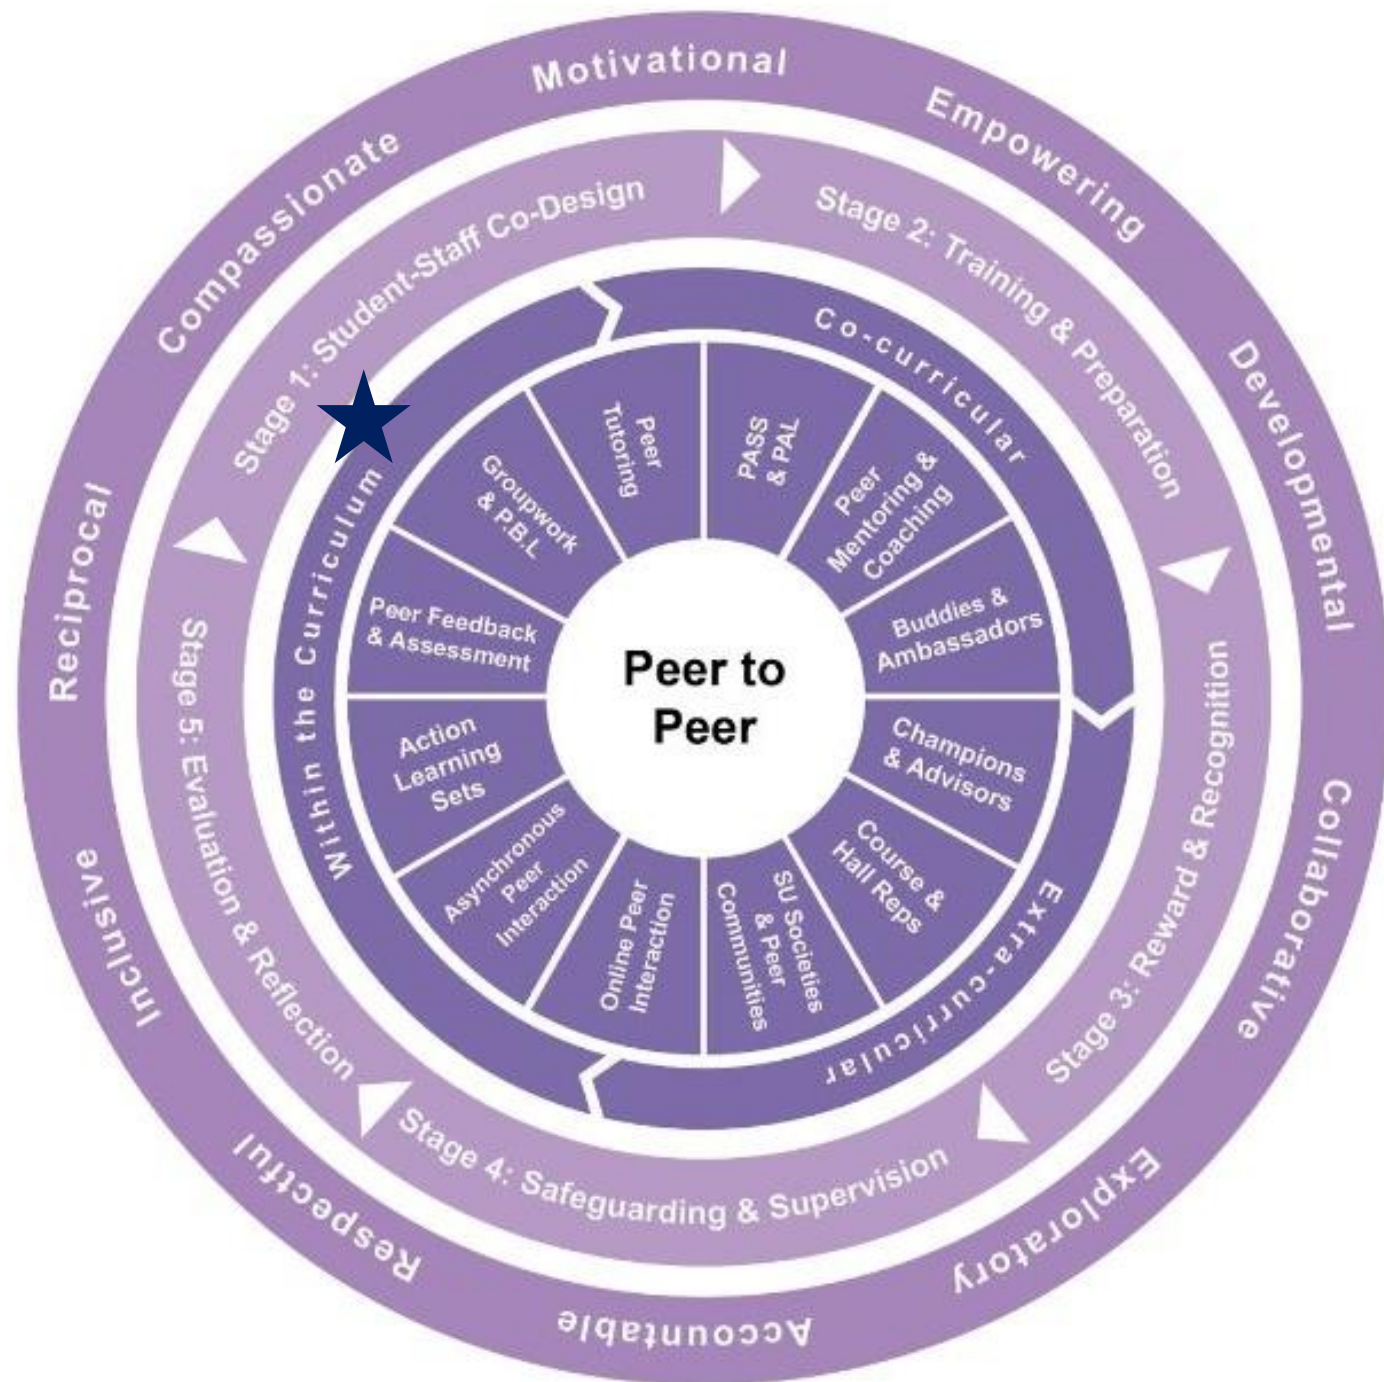 Motivational
Empowering
Developmental
Collaborative
Exploratory
Accountable
Respectful
Inclusive
Reciprocal
Compassionate
Stage 1: Student-Staff Co-Design
Stage 2: Training & Preparation
Stage 3: Reward & Recognition
Stage 4: Safeguarding & Supervision
Stage 5: Evaluation & Reflection
Within the Curriculum
Co-curricular
Extra-curricular
Peer
Tutoring
PASS
& PAL
Peer
Mentoring &
Coaching
Buddies &
Ambassadors
Champions
& Advisors
Course &
Hall Reps
SU Societies
& Peer
Communities
Online Peer
Interaction
Asynchronous
Peer
Interaction
Action
Learning
Sets
Peer Feedback
& Assessment
Groupwork
& P.B.L
Peer to
Peer